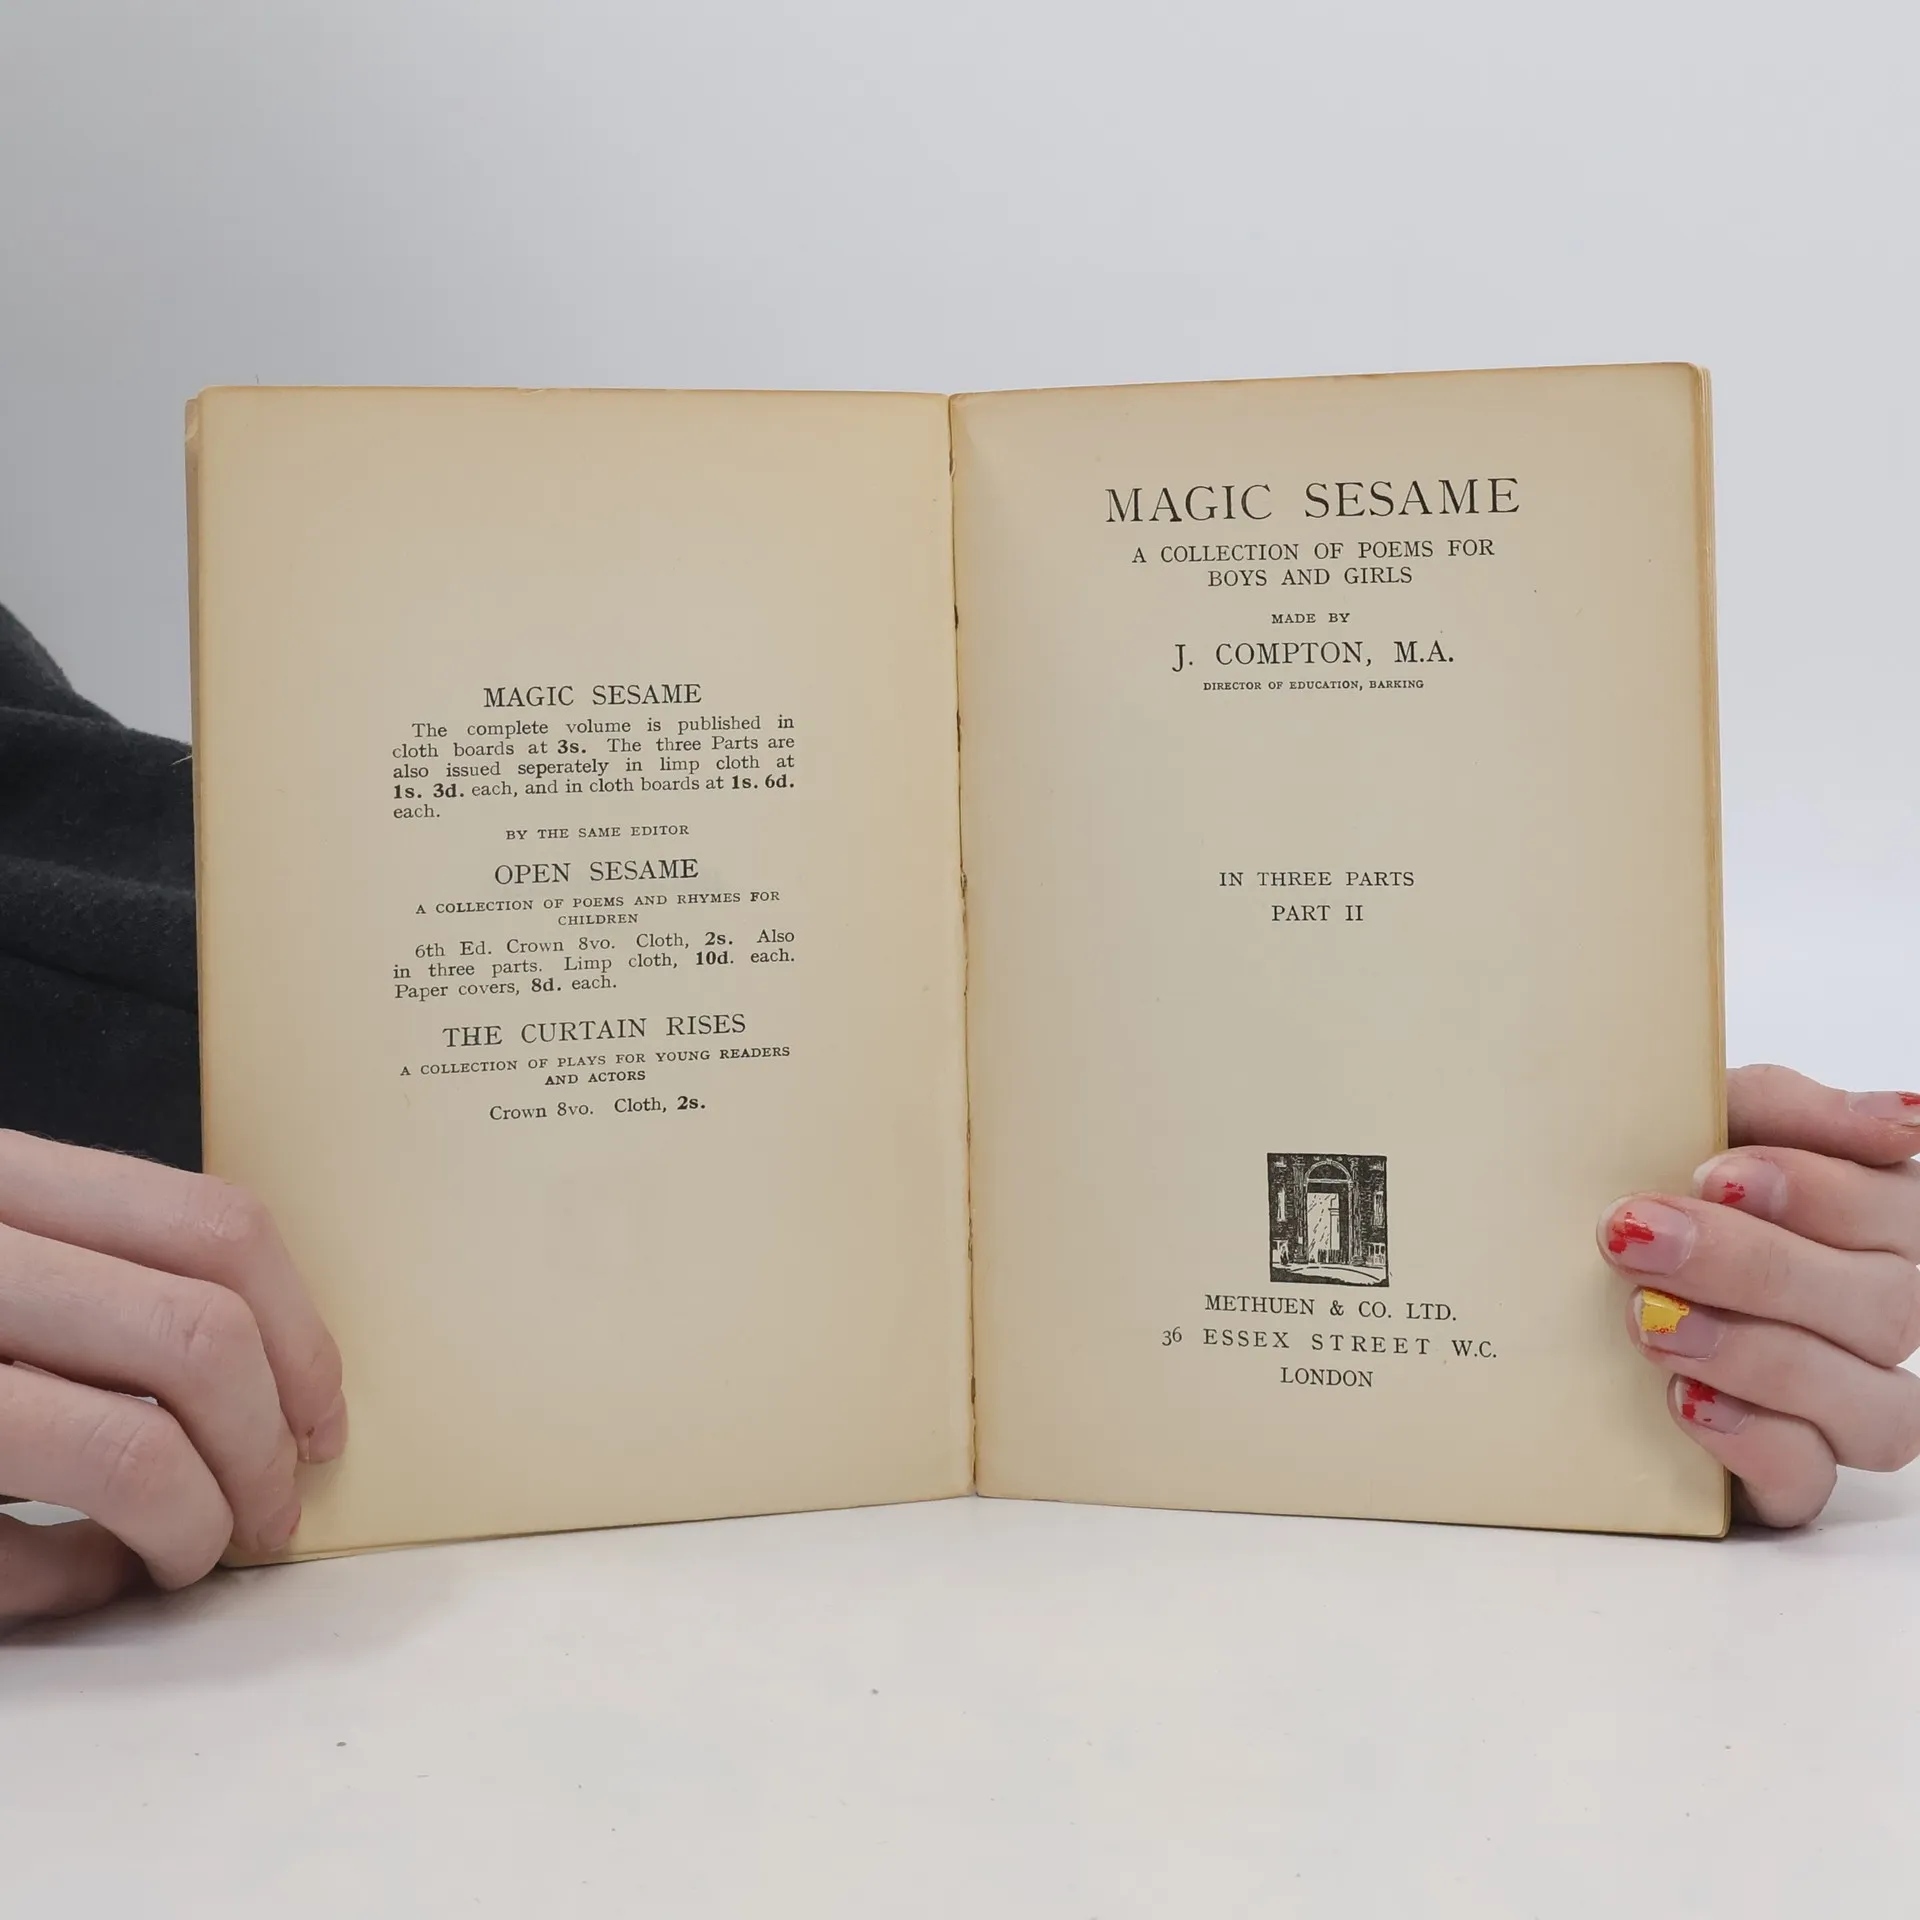 MAGIC SESAME
The complete volume is published in
cloth boards at 3s. The three Parts are
also issued seperately in limp cloth at
1s. 3d. each, and in cloth boards at 1s. 6d.
each.
BY THE SAME EDITOR
OPEN SESAME
A COLLECTION OF POEMS AND RHYMES FOR
CHILDREN
6th Ed. Crown 8vo. Cloth, 2s. Also
in three parts. Limp cloth, 10d. each.
Paper covers, 8d. each.
THE CURTAIN RISES
A COLLECTION OF PLAYS FOR YOUNG READERS
AND ACTORS
Crown 8vo. Cloth, 2s.
MAGIC SESAME
A COLLECTION OF POEMS FOR
BOYS AND GIRLS
MADE BY
J. COMPTON, M.A.
DIRECTOR OF EDUCATION, BARKING
IN THREE PARTS
PART II
METHUEN & CO. LTD.
36 ESSEX STREET W.C.
LONDON